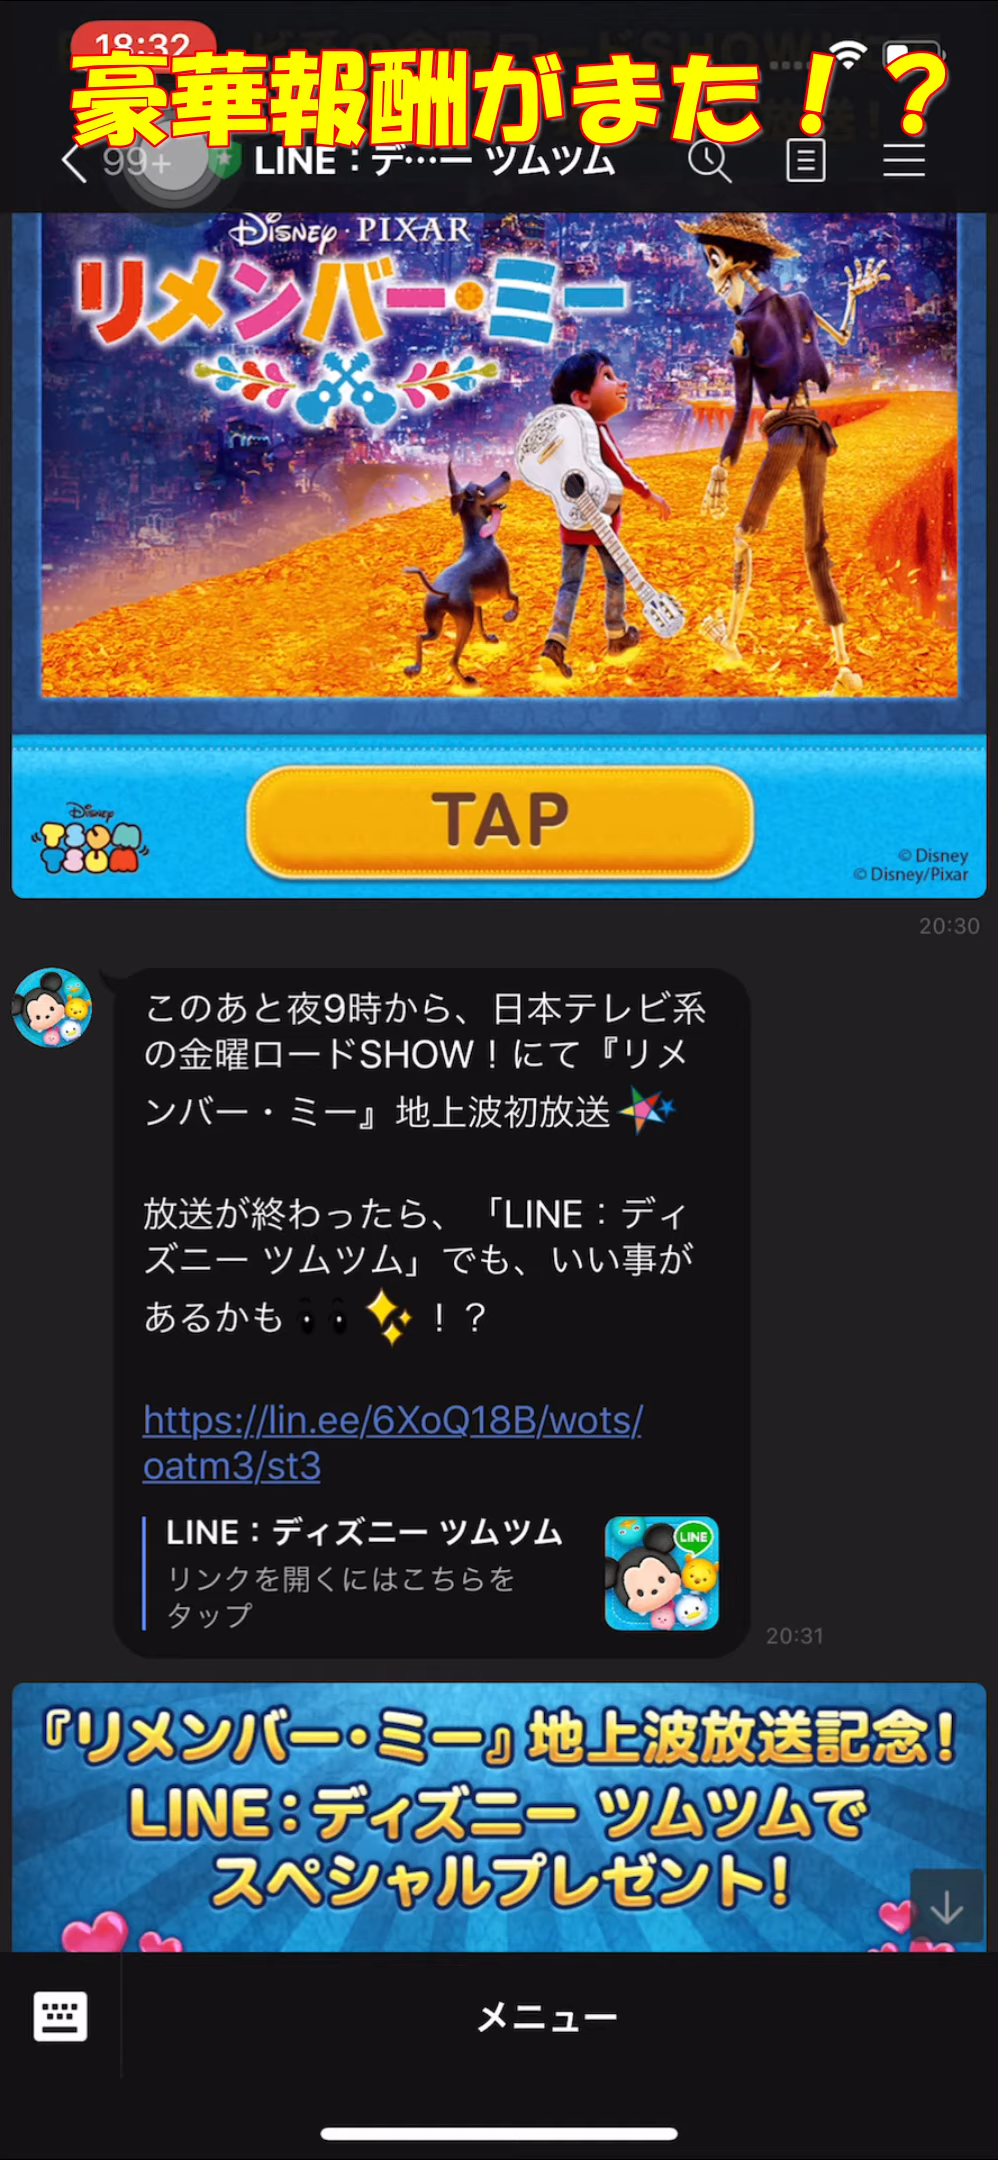 18:32
豪華報酬がまた！？
99+
LINE：デ…ー ツムツム
Disney・PIXAR
リメンバー・ミー
TAP
Disney
TSUM
TSUM
© Disney
© Disney/Pixar
20:30
このあと夜9時から、日本テレビ系
の金曜ロードSHOW！にて『リメ
ンバー・ミー』地上波初放送
放送が終わったら、「LINE：ディ
ズニー ツムツム」でも、いい事が
あるかも👀✨！？
https://lin.ee/6XoQ18B/wots/
oatm3/st3
LINE：ディズニー ツムツム
リンクを開くにはこちらを
タップ
LINE
20:31
『リメンバー・ミー』地上波放送記念！
LINE：ディズニー ツムツムで
スペシャルプレゼント！
メニュー